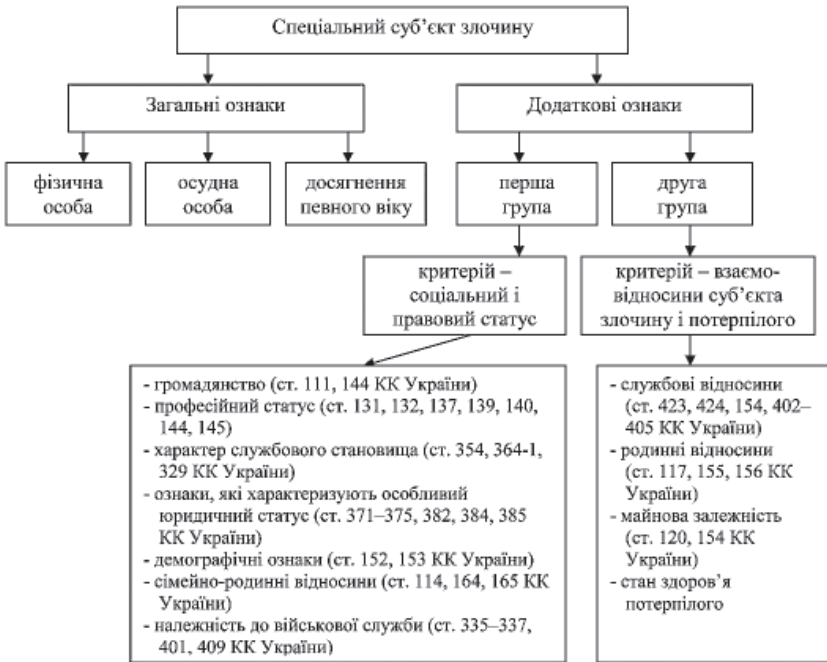 Спеціальний суб’єкт злочину
Загальні ознаки
Додаткові ознаки
фізична
особа
осудна
особа
досягнення
певного віку
перша
група
друга
група
критерій –
соціальний і
правовий статус
критерій – взаємо-
відносини суб’єкта
злочину і потерпілого
- громадянство (ст. 111, 144 КК України)
- професійний статус (ст. 131, 132, 137, 139, 140,
144, 145)
- характер службового становища (ст. 354, 364-1,
329 КК України)
- ознаки, які характеризують особливий
юридичний статус (ст. 371–375, 382, 384, 385
КК України)
- демографічні ознаки (ст. 152, 153 КК України)
- сімейно-родинні відносини (ст. 114, 164, 165 КК
України)
- належність до військової служби (ст. 335–337,
401, 409 КК України)
- службові відносини
(ст. 423, 424, 154, 402–
405 КК України)
- родинні відносини
(ст. 117, 155, 156 КК
України)
- майнова залежність
(ст. 120, 154 КК
України)
- стан здоров’я
потерпілого